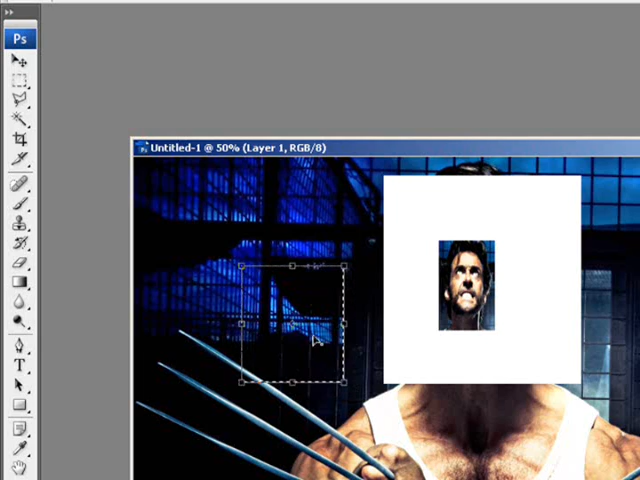 Ps
Untitled-1 @ 50% (Layer 1, RGB/8)
T